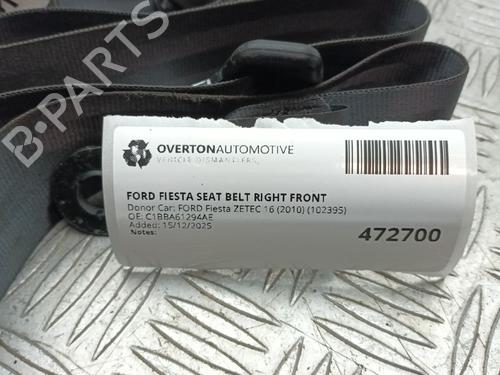 B-Parts
OVERTONAUTOMOTIVE
VEHICLE DISMANTLERS,
FORD FIESTA SEAT BELT RIGHT FRONT
Donor Car: FORD Fiesta ZETEC 16 (2010) (102395)
OE: C1BBA61294AE
Added: 15/12/2025
Notes:
472700